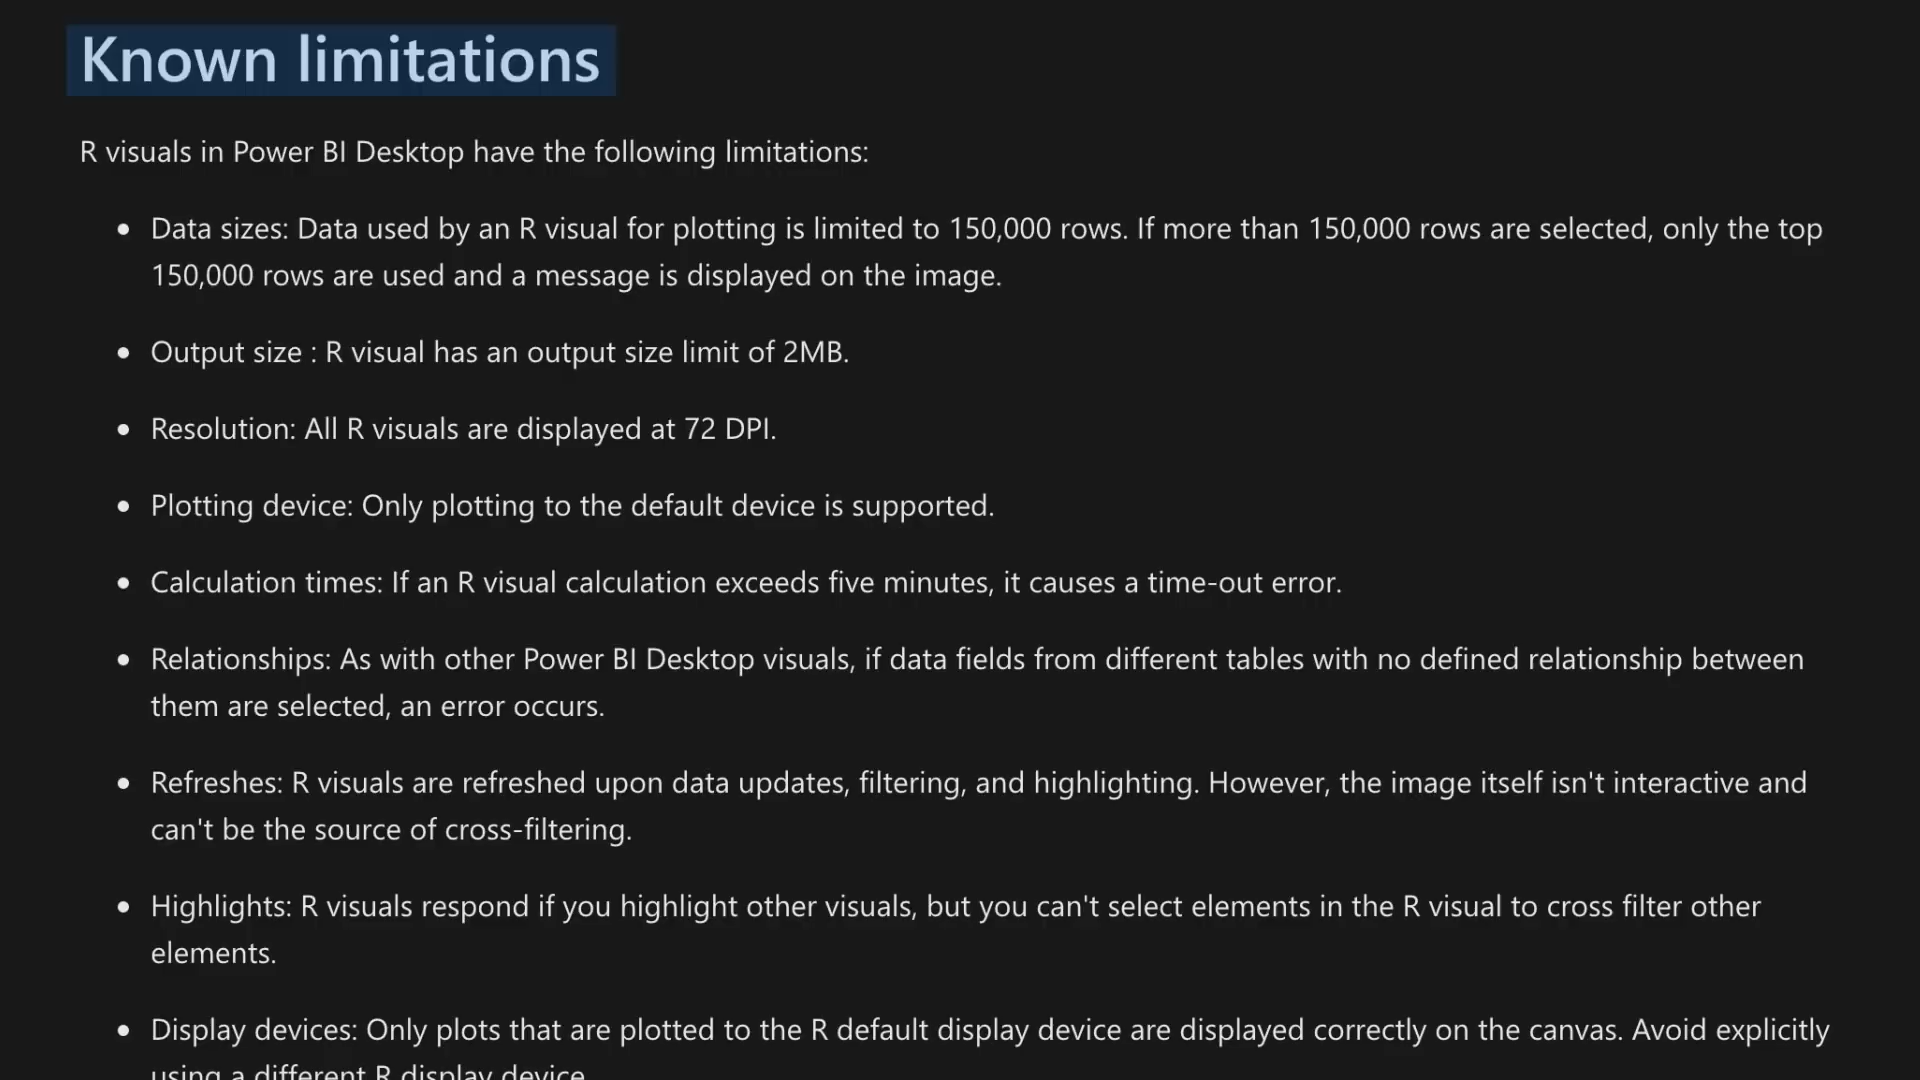 Known limitations
R visuals in Power BI Desktop have the following limitations:
• Data sizes: Data used by an R visual for plotting is limited to 150,000 rows. If more than 150,000 rows are selected, only the top
150,000 rows are used and a message is displayed on the image.
• Output size : R visual has an output size limit of 2MB.
• Resolution: All R visuals are displayed at 72 DPI.
• Plotting device: Only plotting to the default device is supported.
• Calculation times: If an R visual calculation exceeds five minutes, it causes a time-out error.
• Relationships: As with other Power BI Desktop visuals, if data fields from different tables with no defined relationship between
them are selected, an error occurs.
• Refreshes: R visuals are refreshed upon data updates, filtering, and highlighting. However, the image itself isn't interactive and
can't be the source of cross-filtering.
• Highlights: R visuals respond if you highlight other visuals, but you can't select elements in the R visual to cross filter other
elements.
• Display devices: Only plots that are plotted to the R default display device are displayed correctly on the canvas. Avoid explicitly
using a different R display device.